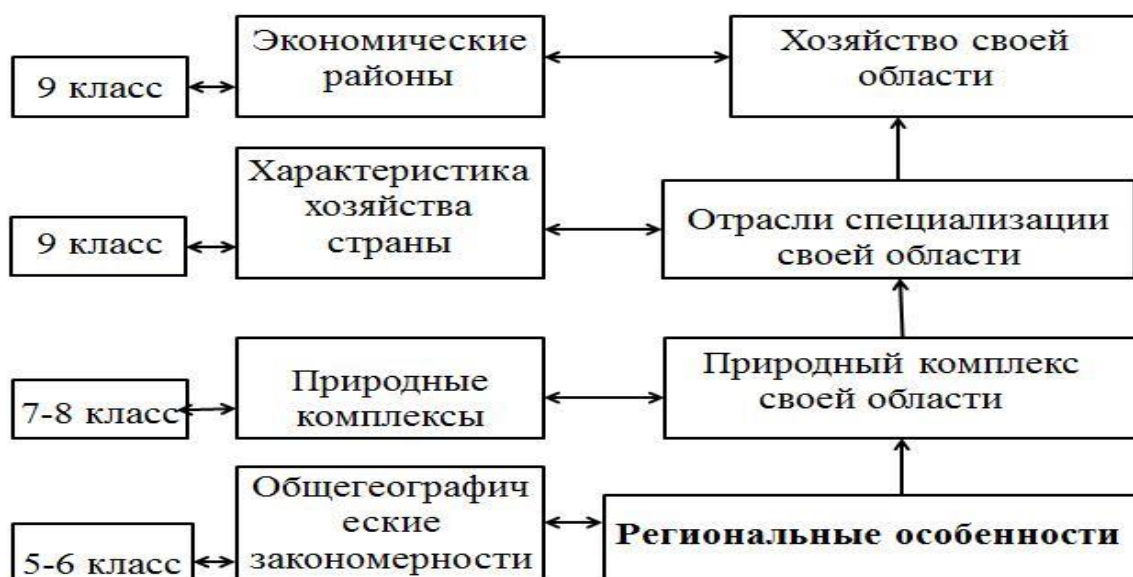 9 класс
Экономические
районы
Хозяйство своей
области
9 класс
Характеристика
хозяйства
страны
Отрасли специализации
своей области
7-8 класс
Природные
комплексы
Природный комплекс
своей области
5-6 класс
Общегеографич
еские
закономерности
Региональные особенности